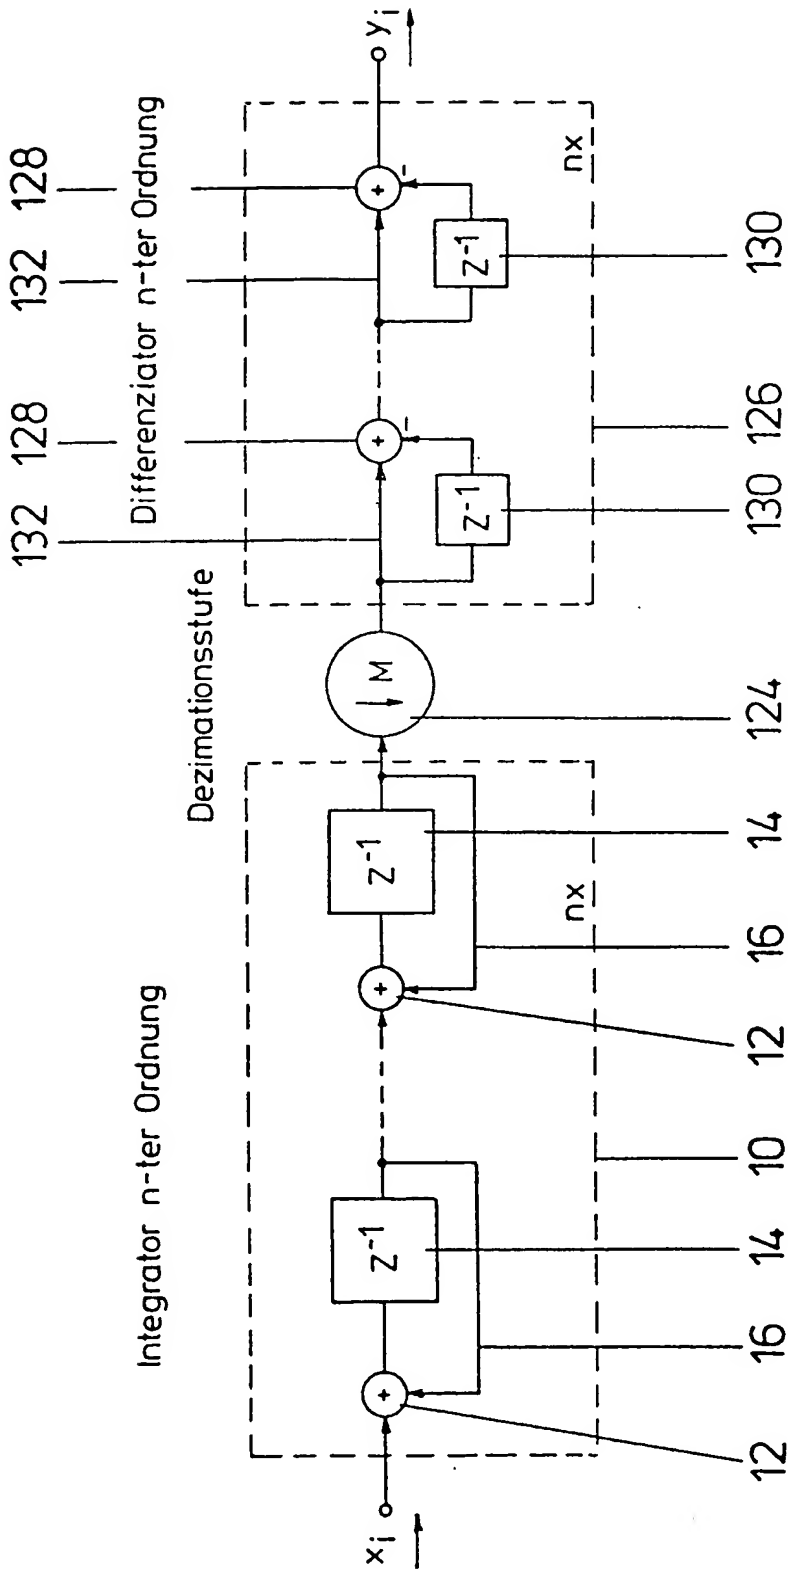 128
132
Differenziator n-ter Ordnung
128
132
Dezimationsstufe
Integrator n-ter Ordnung
xi
+
Z-1
+
Z-1
nx
↓ M
+
-
Z-1
+
-
Z-1
nx
yi
12
16
14
10
12
16
14
124
130
126
130